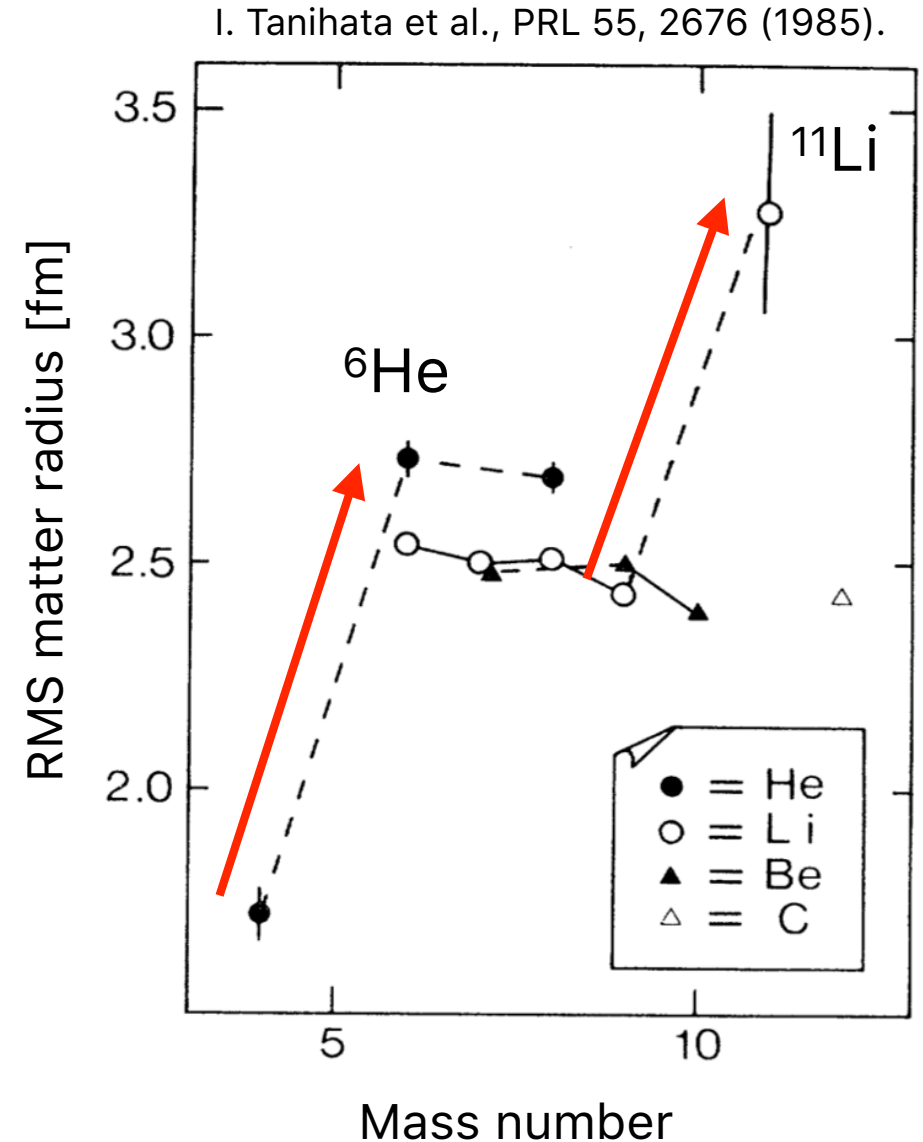 I. Tanihata et al., PRL 55, 2676 (1985).
3.5
¹¹Li
3.0
⁶He
RMS matter radius [fm]
2.5
2.0
● = He
○ = Li
▲ = Be
△ = C
5 10
Mass number